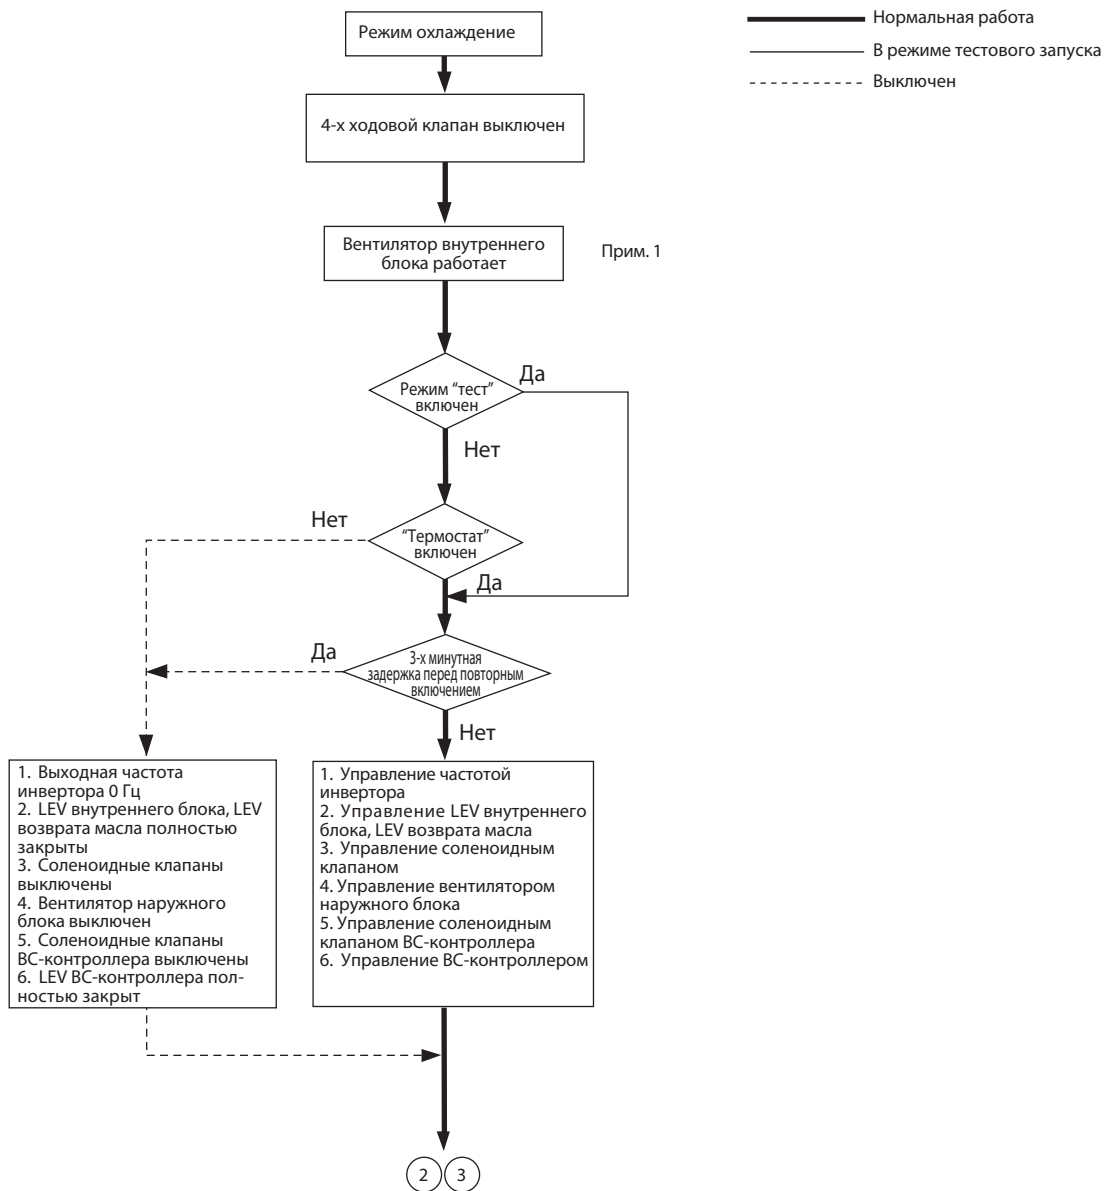 Нормальная работа
В режиме тестового запуска
Выключен
Режим охлаждение
4-х ходовой клапан выключен
Вентилятор внутреннего
блока работает
Прим. 1
Режим “тест”
включен
Да
Нет
“Термостат”
включен
Нет
Да
3-х минутная
задержка перед повторным
включением
Да
Нет
1. Выходная частота
инвертора 0 Гц
2. LEV внутреннего блока, LEV
возврата масла полностью
закрыты
3. Соленоидные клапаны
выключены
4. Вентилятор наружного
блока выключен
5. Соленоидные клапаны
ВС-контроллера выключены
6. LEV ВС-контроллера пол-
ностью закрыт
1. Управление частотой
инвертора
2. Управление LEV внутреннего
блока, LEV возврата масла
3. Управление соленоидным
клапаном
4. Управление вентилятором
наружного блока
5. Управление соленоидным
клапаном ВС-контроллера
6. Управление ВС-контроллером
2 3